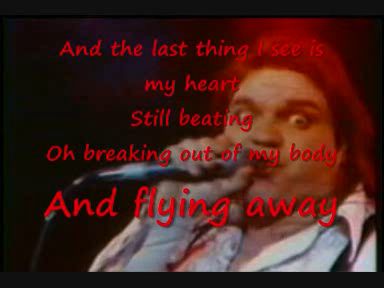 And the last thing I see is
my heart
Still beating
Oh breaking out of my body
And flying away